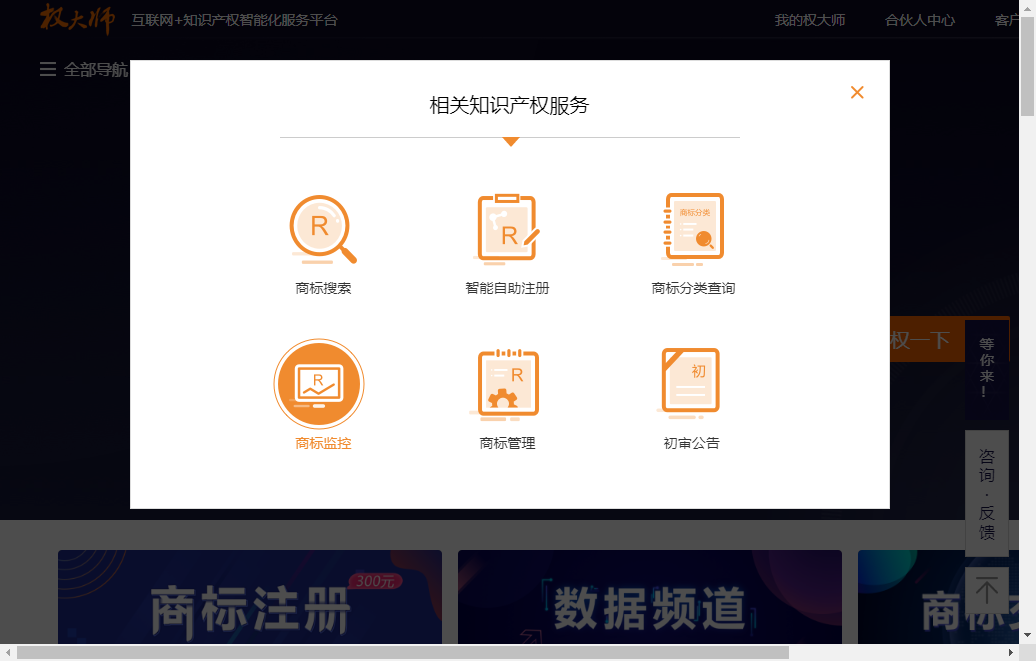 权大师 互联网+知识产权智能化服务平台 我的权大师 合伙人中心 客户
全部导航
相关知识产权服务
R R 商标分类
商标搜索 智能自助注册 商标分类查询
权一下
等你来！
R R 初
商标监控 商标管理 初审公告
咨询·反馈
300元
商标注册 数据频道 商标交